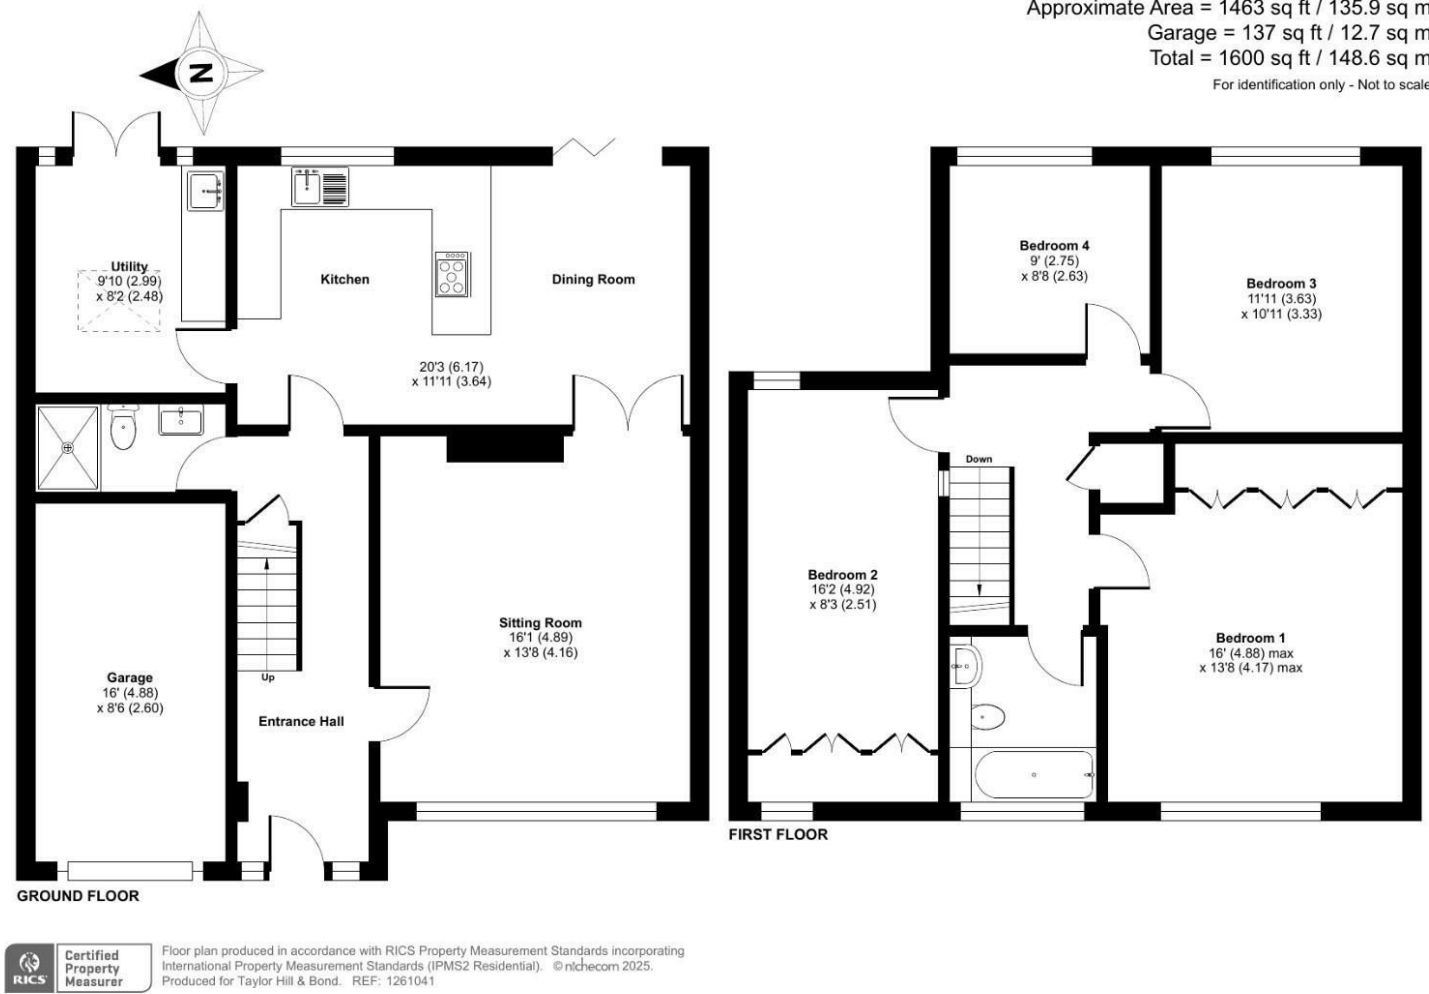 Approximate Area = 1463 sq ft / 135.9 sq m
Garage = 137 sq ft / 12.7 sq m
Total = 1600 sq ft / 148.6 sq m
For identification only - Not to scale
N
Utility
9'10 (2.99)
x 8'2 (2.48)
Kitchen
Dining Room
20'3 (6.17)
x 11'11 (3.64)
Sitting Room
16'1 (4.89)
x 13'8 (4.16)
Garage
16' (4.88)
x 8'6 (2.60)
Up
Entrance Hall
GROUND FLOOR
Bedroom 4
9' (2.75)
x 8'8 (2.63)
Bedroom 3
11'11 (3.63)
x 10'11 (3.33)
Down
Bedroom 2
16'2 (4.92)
x 8'3 (2.51)
Bedroom 1
16' (4.88) max
x 13'8 (4.17) max
FIRST FLOOR
RICS
Certified
Property
Measurer
Floor plan produced in accordance with RICS Property Measurement Standards incorporating
International Property Measurement Standards (IPMS2 Residential). © nichecom 2025.
Produced for Taylor Hill & Bond. REF: 1261041